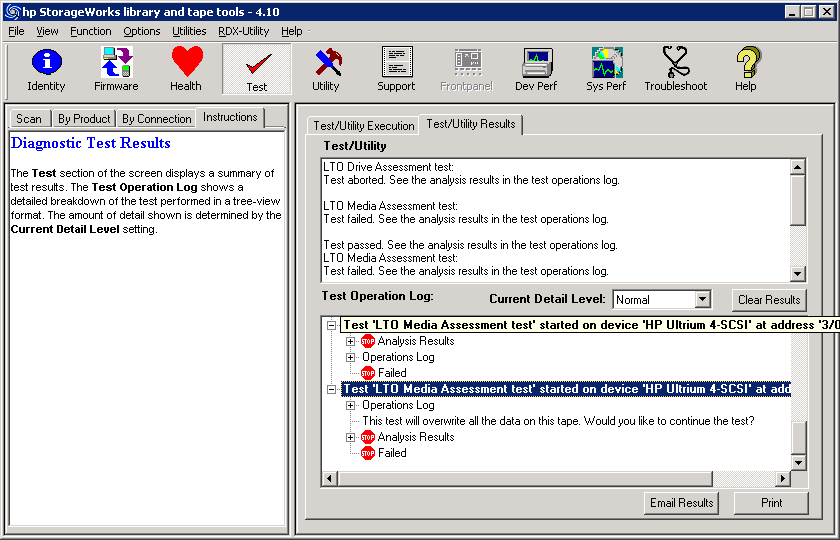 hp StorageWorks library and tape tools - 4.10
File View Function Options Utilities RDX-Utility Help
Identity Firmware Health Test Utility Support Frontpanel Dev Perf Sys Perf Troubleshoot Help
Scan By Product By Connection Instructions
Diagnostic Test Results
The Test section of the screen displays a summary of
test results. The Test Operation Log shows a
detailed breakdown of the test performed in a tree-view
format. The amount of detail shown is determined by the
Current Detail Level setting.
Test/Utility Execution Test/Utility Results
Test/Utility
LTO Drive Assessment test:
Test aborted. See the analysis results in the test operations log.
LTO Media Assessment test:
Test failed. See the analysis results in the test operations log.
Test passed. See the analysis results in the test operations log.
LTO Media Assessment test:
Test failed. See the analysis results in the test operations log.
Test Operation Log: Current Detail Level: Normal Clear Results
Test 'LTO Media Assessment test' started on device 'HP Ultrium 4-SCSI' at address '3/0
STOP Analysis Results
Operations Log
STOP Failed
Test 'LTO Media Assessment test' started on device 'HP Ultrium 4-SCSI' at add
Operations Log
This test will overwrite all the data on this tape. Would you like to continue the test?
STOP Analysis Results
STOP Failed
Email Results Print